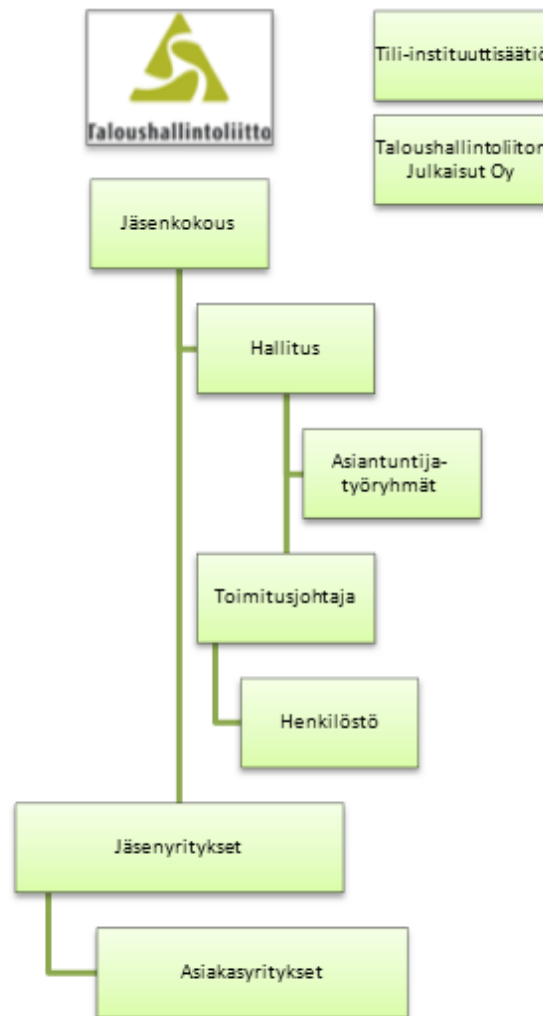 Taloushallintoliitto
Tili-instituuttisäätiö
Taloushallintoliiton
Julkaisut Oy
Jäsenkokous
Hallitus
Asiantuntija-
työryhmät
Toimitusjohtaja
Henkilöstö
Jäsenyritykset
Asiakasyritykset